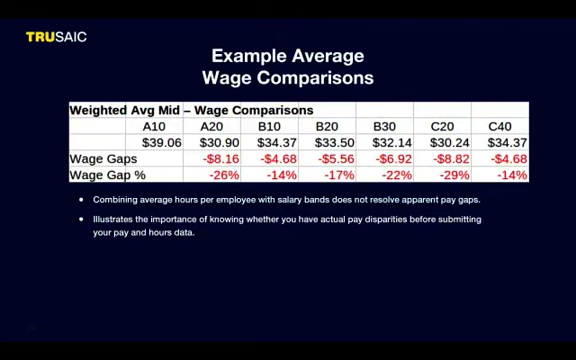 TRUSAIC
Example Average
Wage Comparisons
Weighted Avg Mid – Wage Comparisons
A10 A20 B10 B20 B30 C20 C40
$39.06 $30.90 $34.37 $33.50 $32.14 $30.24 $34.37
Wage Gaps -$8.16 -$4.68 -$5.56 -$6.92 -$8.82 -$4.68
Wage Gap % -26% -14% -17% -22% -29% -14%
• Combining average hours per employee with salary bands does not resolve apparent pay gaps.
• Illustrates the importance of knowing whether you have actual pay disparities before submitting
your pay and hours data.